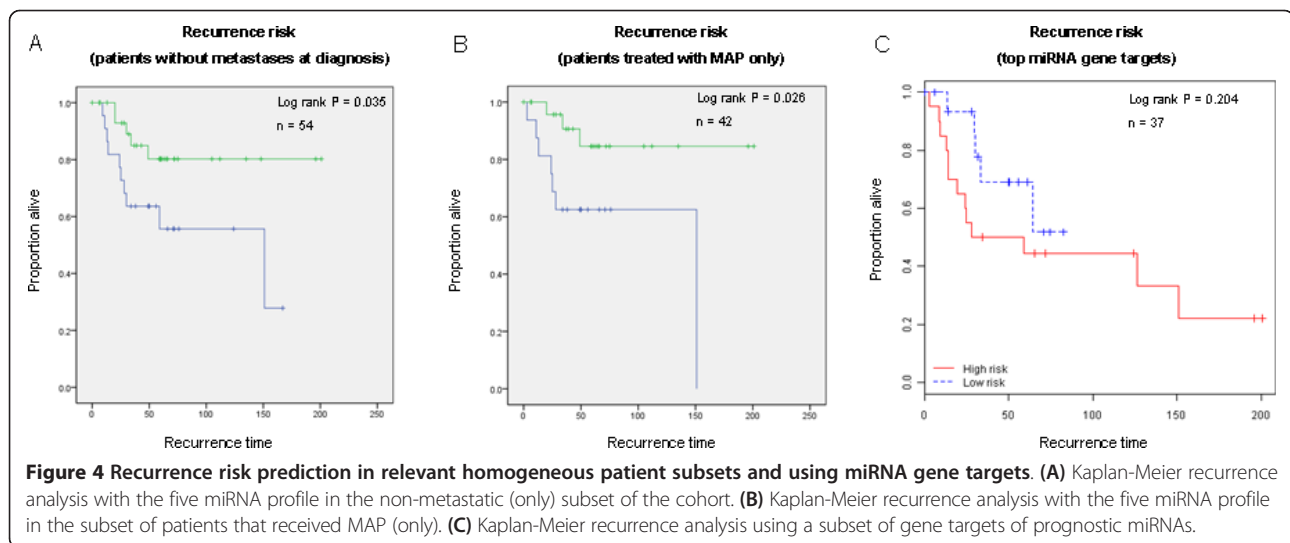 A
Recurrence risk
(patients without metastases at diagnosis)
Log rank P = 0.035
n = 54
Proportion alive
1.0
0.8
0.6
0.4
0.2
0.0
0 50 100 150 200 250
Recurrence time
B
Recurrence risk
(patients treated with MAP only)
Log rank P = 0.026
n = 42
Proportion alive
1.0
0.8
0.6
0.4
0.2
0.0
0 50 100 150 200 250
Recurrence time
C
Recurrence risk
(top miRNA gene targets)
Log rank P = 0.204
n = 37
Proportion alive
1.0
0.8
0.6
0.4
0.2
0.0
High risk
Low risk
0 50 100 150 200
Recurrence time
Figure 4 Recurrence risk prediction in relevant homogeneous patient subsets and using miRNA gene targets. (A) Kaplan-Meier recurrence
analysis with the five miRNA profile in the non-metastatic (only) subset of the cohort. (B) Kaplan-Meier recurrence analysis with the five miRNA profile
in the subset of patients that received MAP (only). (C) Kaplan-Meier recurrence analysis using a subset of gene targets of prognostic miRNAs.